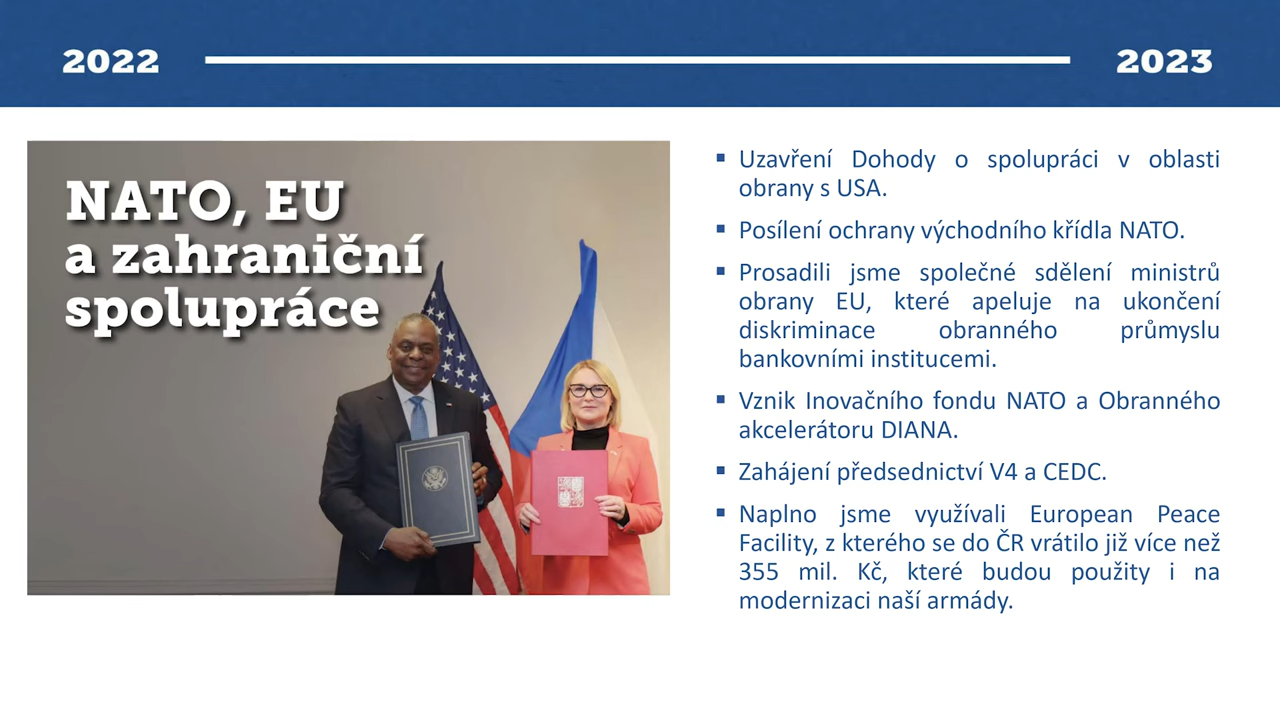 2022
2023
NATO, EU
a zahraniční
spolupráce
▪ Uzavření Dohody o spolupráci v oblasti
obrany s USA.
▪ Posílení ochrany východního křídla NATO.
▪ Prosadili jsme společné sdělení ministrů
obrany EU, které apeluje na ukončení
diskriminace obranného průmyslu
bankovními institucemi.
▪ Vznik Inovačního fondu NATO a Obranného
akcelerátoru DIANA.
▪ Zahájení předsednictví V4 a CEDC.
▪ Naplno jsme využívali European Peace
Facility, z kterého se do ČR vrátilo již více než
355 mil. Kč, které budou použity i na
modernizaci naší armády.